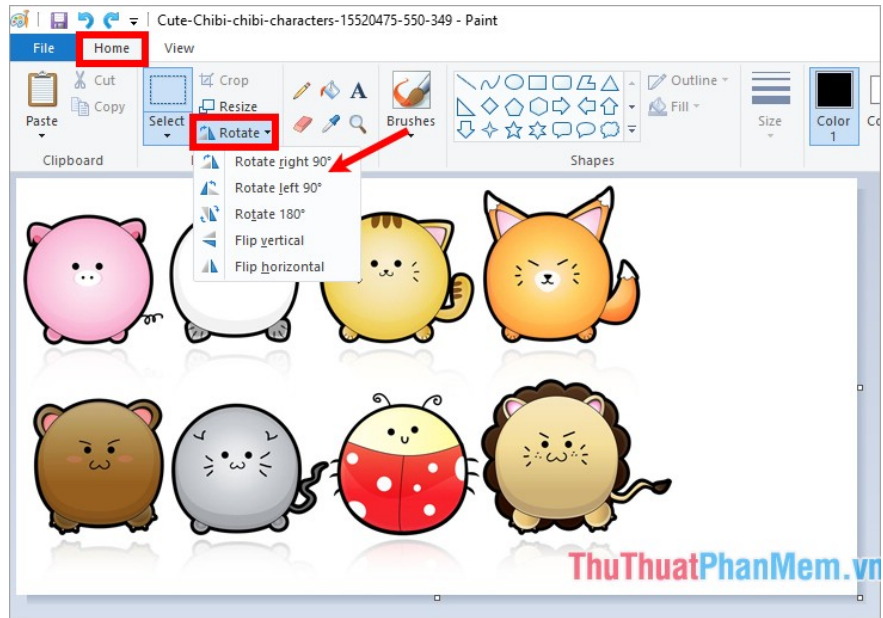 Cute-Chibi-chibi-characters-15520475-550-349 - Paint
File Home View
Paste
Cut
Copy
Clipboard
Select
Crop
Resize
Rotate
A
Brushes
Outline
Fill
Shapes
Size
Color
1
Rotate right 90°
Rotate left 90°
Rotate 180°
Flip vertical
Flip horizontal
ThuThuatPhanMem.vn